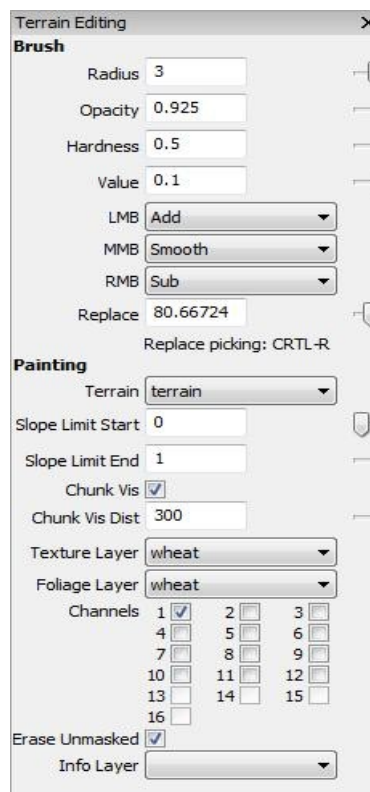 Terrain Editing
Brush
Radius 3
Opacity 0.925
Hardness 0.5
Value 0.1
LMB Add
MMB Smooth
RMB Sub
Replace 80.66724
Replace picking: CRTL-R
Painting
Terrain terrain
Slope Limit Start 0
Slope Limit End 1
Chunk Vis
Chunk Vis Dist 300
Texture Layer wheat
Foliage Layer wheat
Channels 1 2 3
4 5 6
7 8 9
10 11 12
13 14 15
16
Erase Unmasked
Info Layer